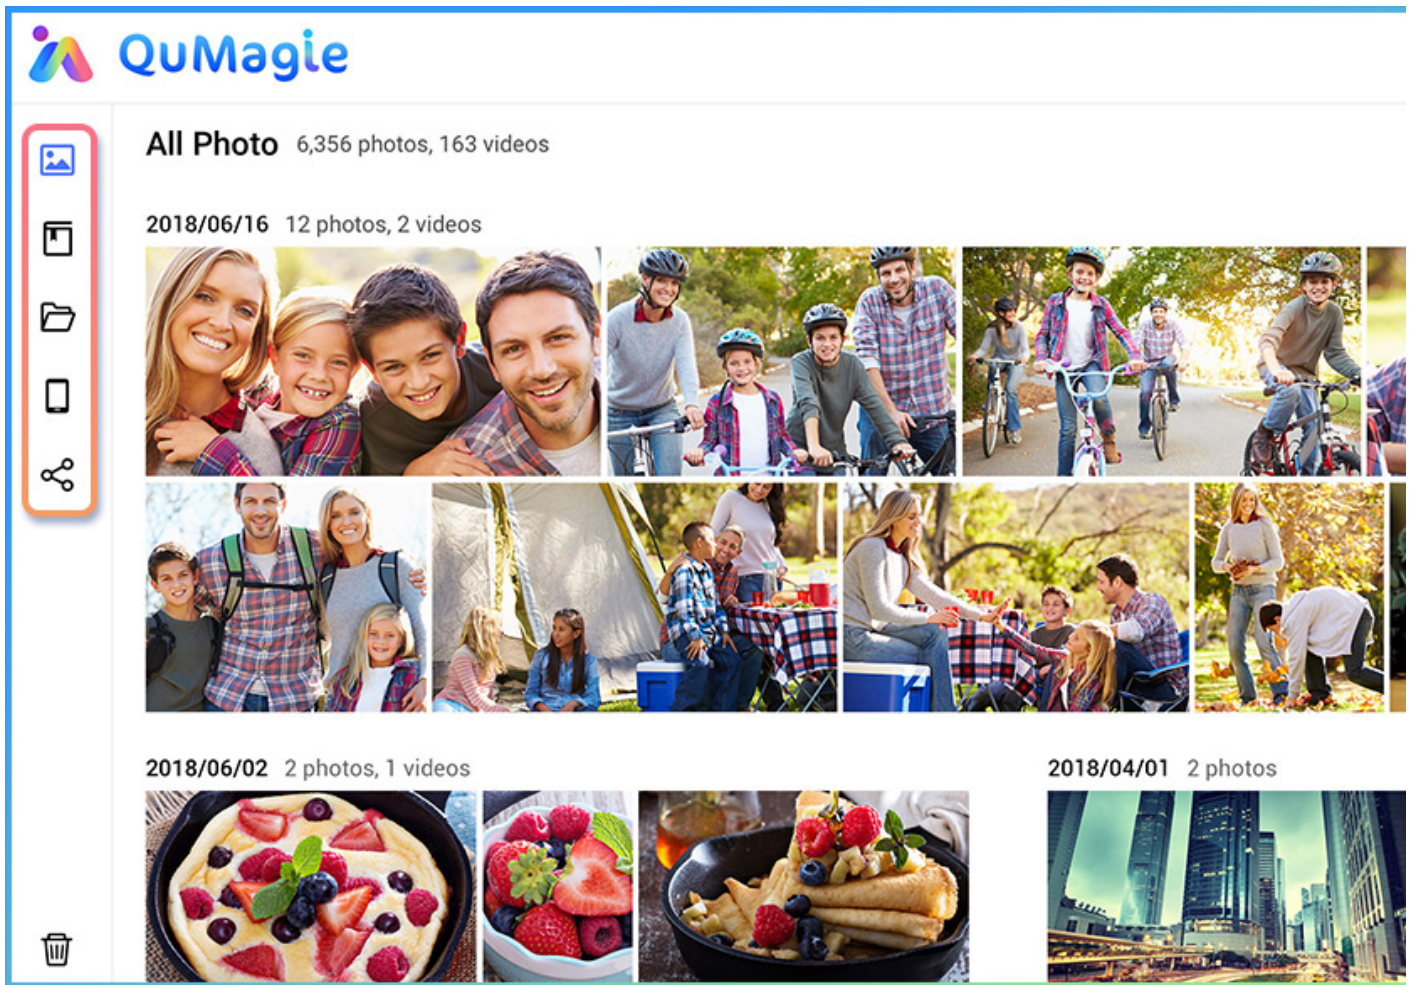 QuMagie
All Photo 6,356 photos, 163 videos
2018/06/16 12 photos, 2 videos
2018/06/02 2 photos, 1 videos
2018/04/01 2 photos